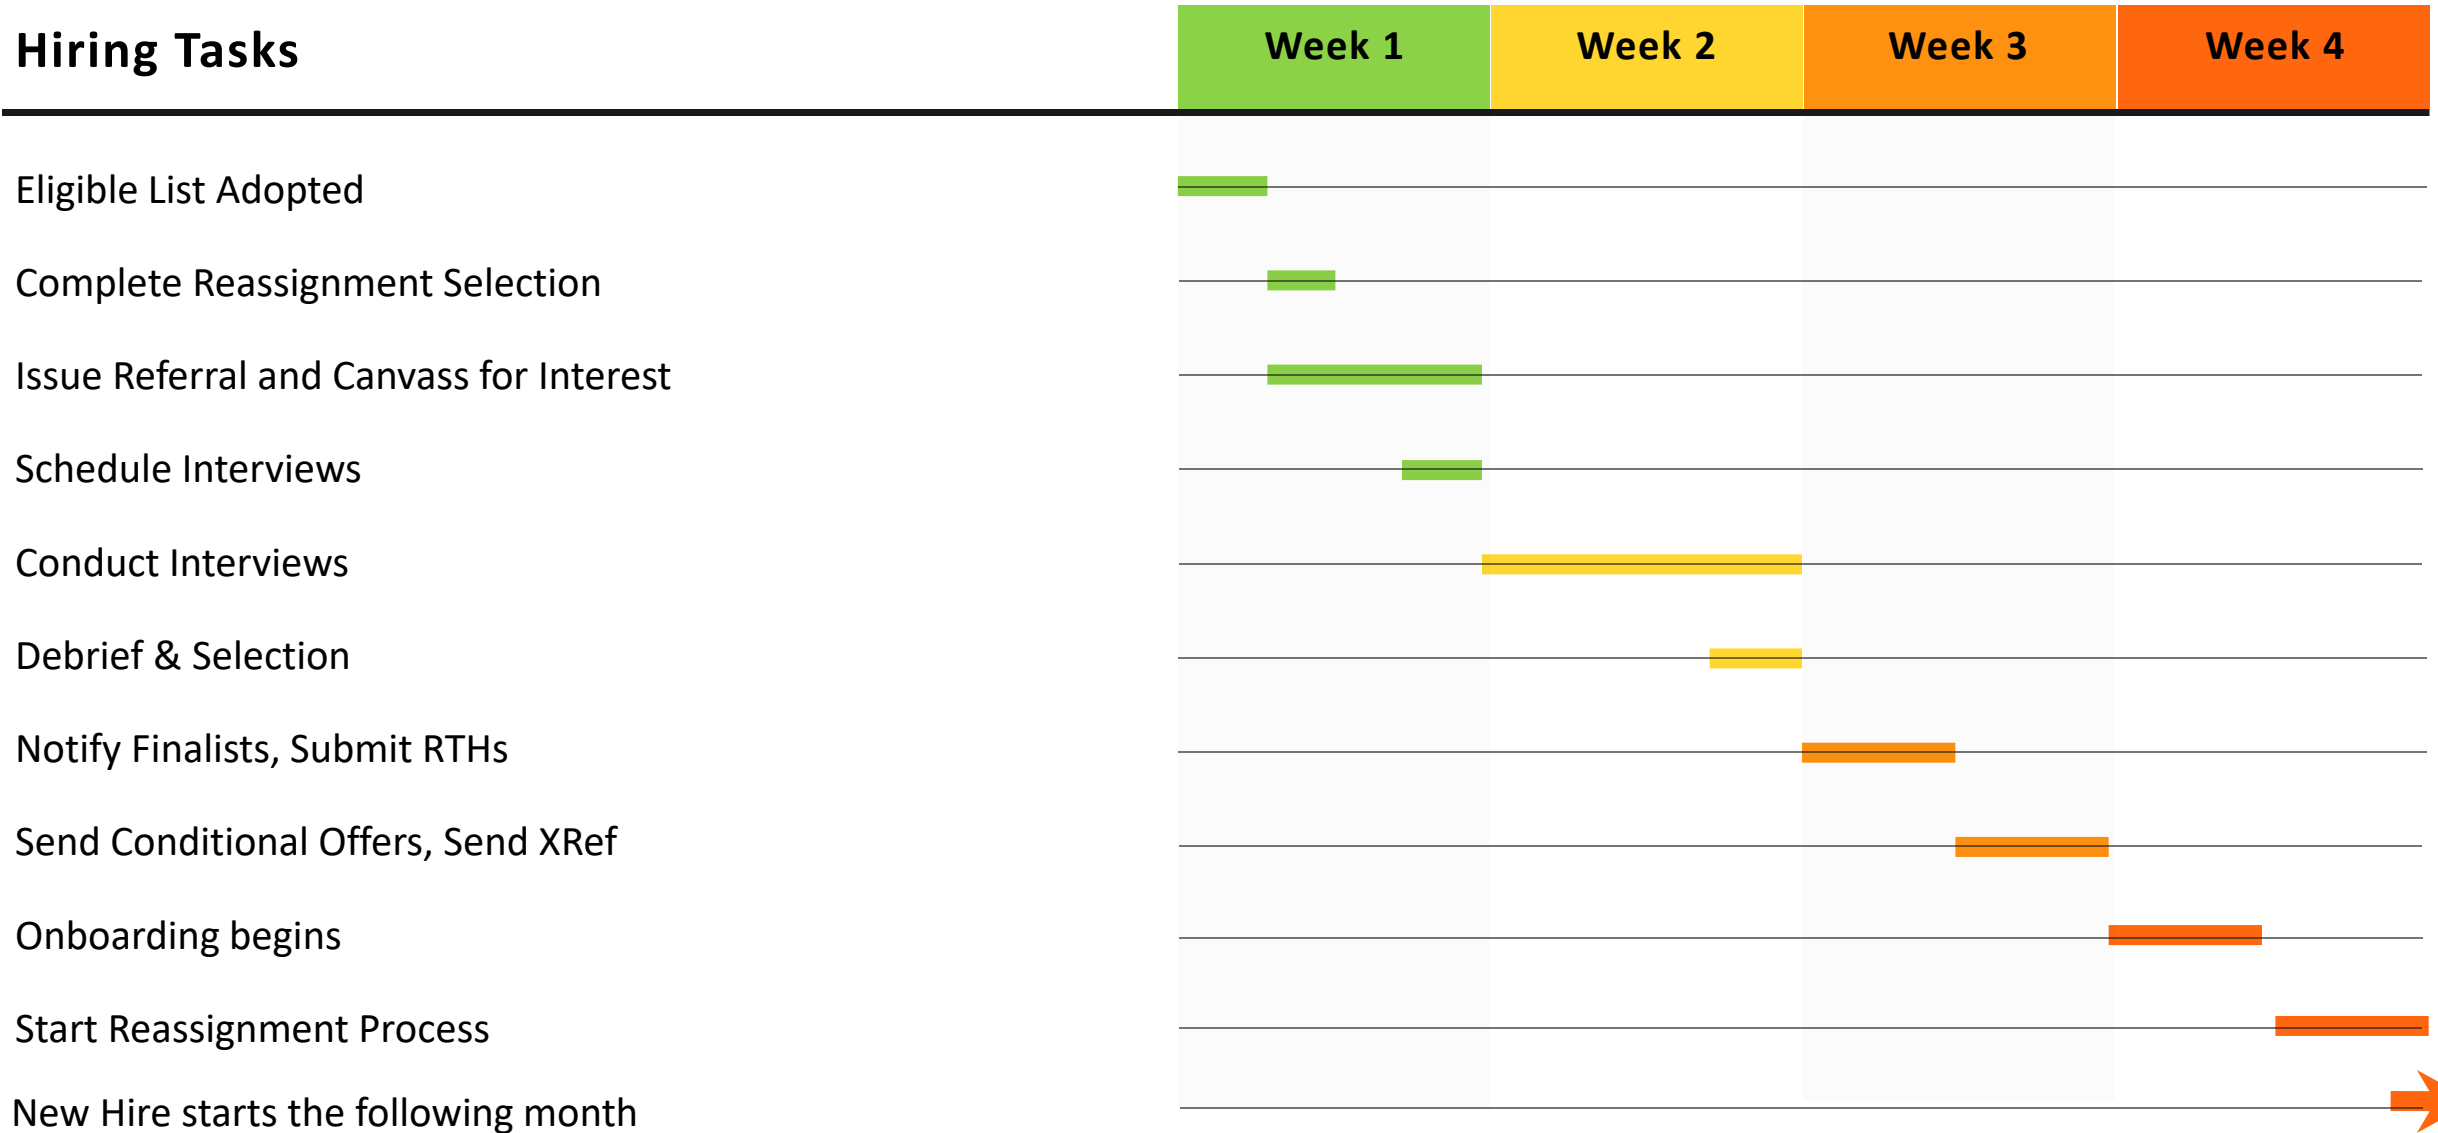 Hiring Tasks Week 1 Week 2 Week 3 Week 4
Eligible List Adopted
Complete Reassignment Selection
Issue Referral and Canvass for Interest
Schedule Interviews
Conduct Interviews
Debrief & Selection
Notify Finalists, Submit RTHs
Send Conditional Offers, Send XRef
Onboarding begins
Start Reassignment Process
New Hire starts the following month